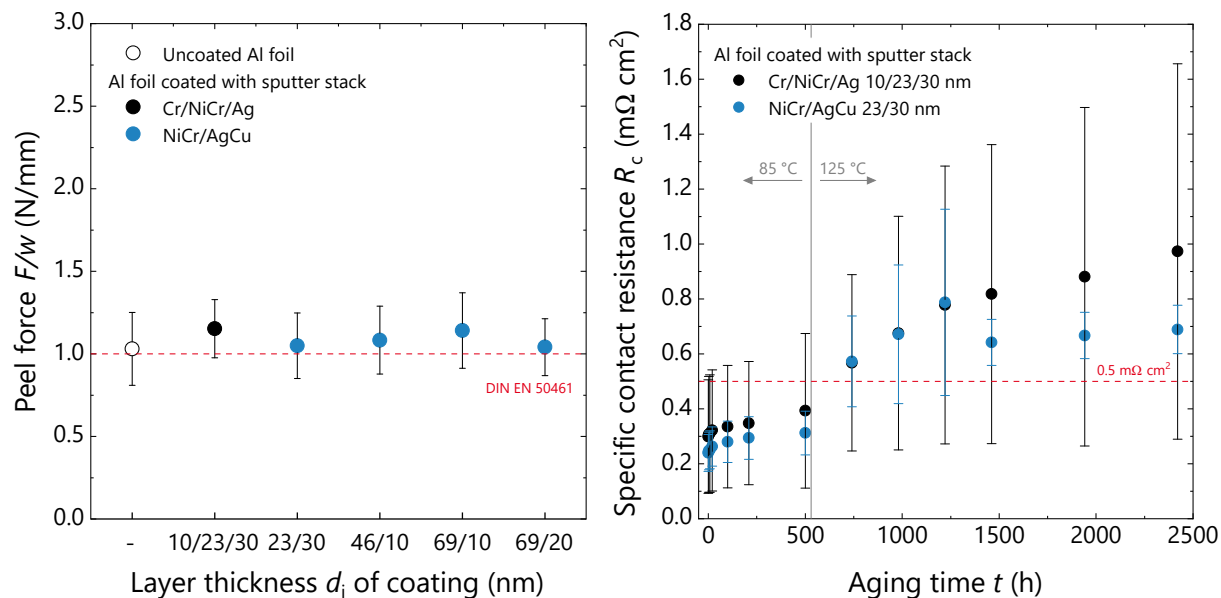 3.0
2.5
2.0
1.5
1.0
0.5
0.0
Peel force F/w (N/mm)
Uncoated Al foil
Al foil coated with sputter stack
Cr/NiCr/Ag
NiCr/AgCu
DIN EN 50461
- 10/23/30 23/30 46/10 69/10 69/20
Layer thickness di of coating (nm)
1.8
1.6
1.4
1.2
1.0
0.8
0.6
0.4
0.2
0.0
Specific contact resistance Rc (mΩ cm2)
Al foil coated with sputter stack
Cr/NiCr/Ag 10/23/30 nm
NiCr/AgCu 23/30 nm
85 °C 125 °C
0.5 mΩ cm2
0 500 1000 1500 2000 2500
Aging time t (h)